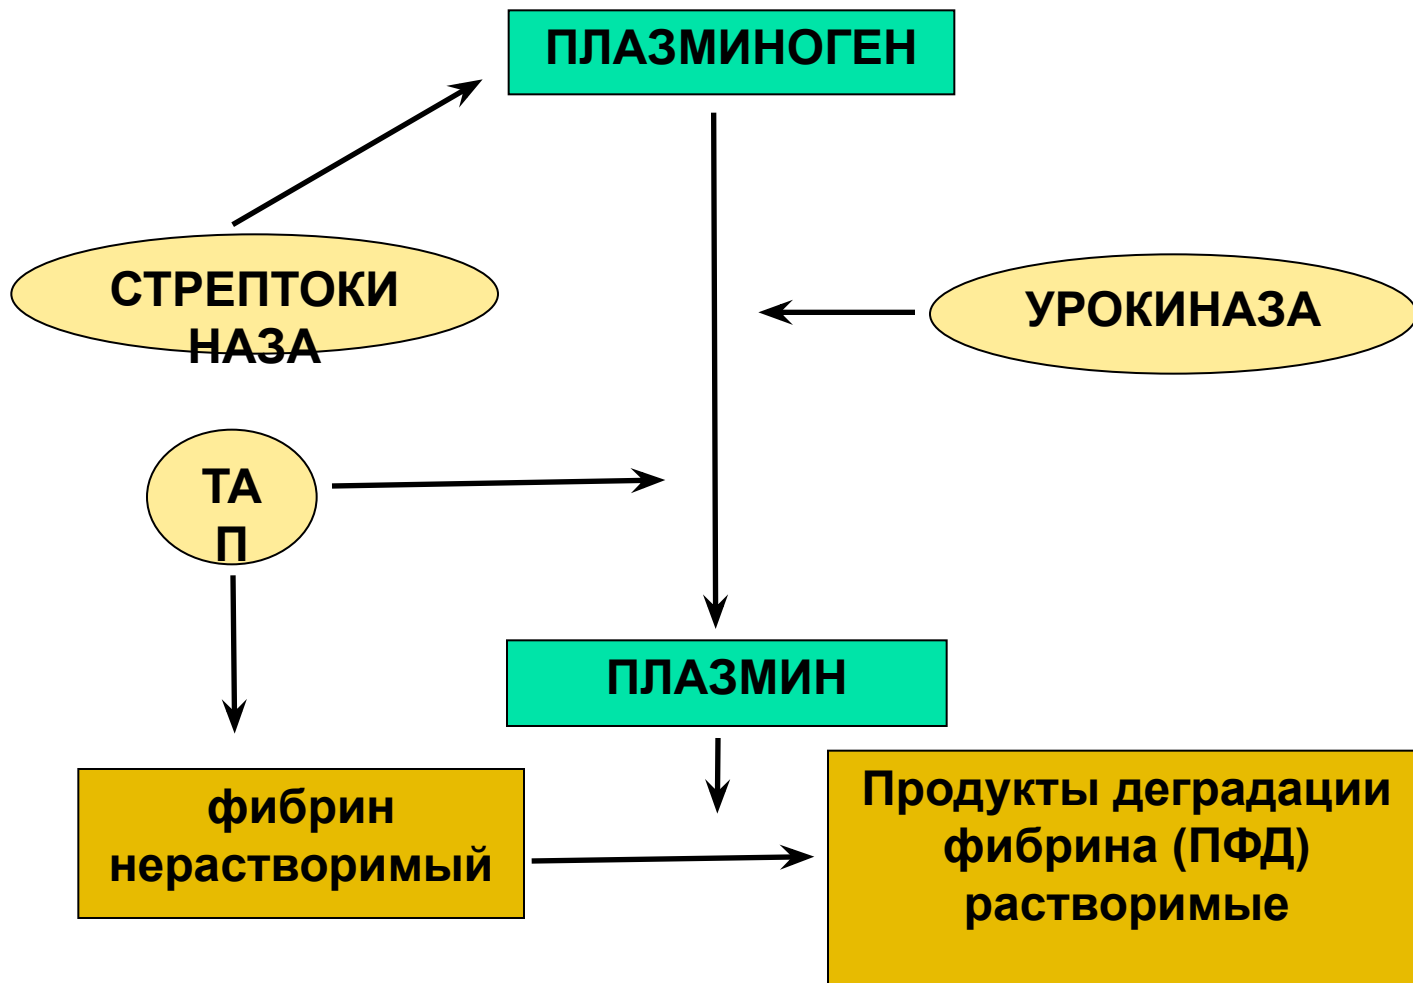 ПЛАЗМИНОГЕН
СТРЕПТОКИ
НАЗА
УРОКИНАЗА
ТА
П
ПЛАЗМИН
фибрин
нерастворимый
Продукты деградации
фибрина (ПФД)
растворимые